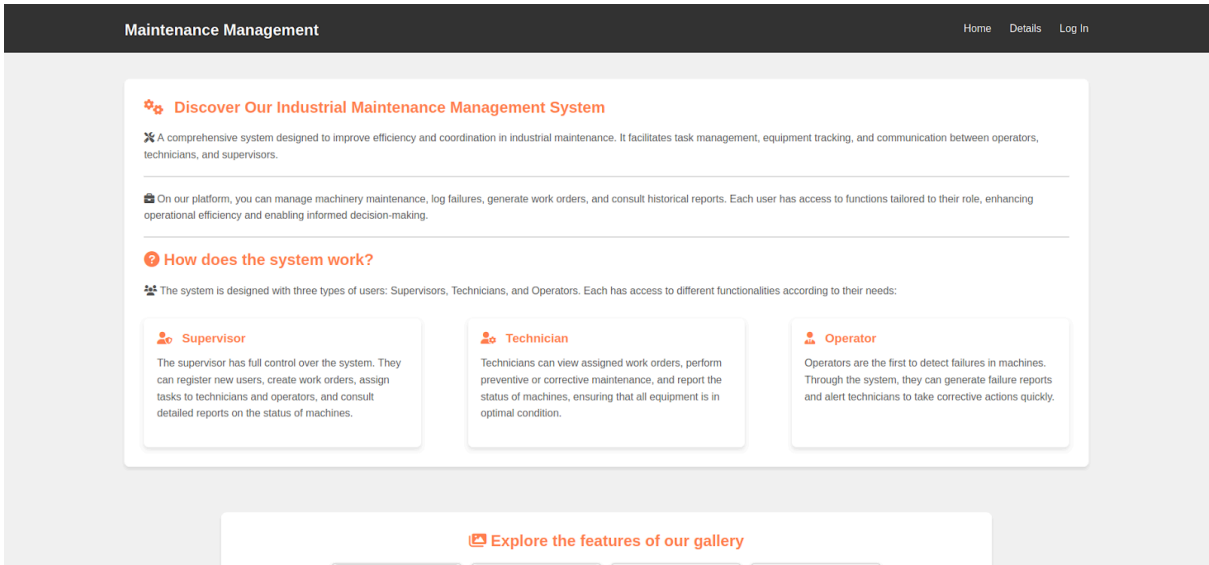 Maintenance Management
Home Details Log In
Discover Our Industrial Maintenance Management System
A comprehensive system designed to improve efficiency and coordination in industrial maintenance. It facilitates task management, equipment tracking, and communication between operators,
technicians, and supervisors.
On our platform, you can manage machinery maintenance, log failures, generate work orders, and consult historical reports. Each user has access to functions tailored to their role, enhancing
operational efficiency and enabling informed decision-making.
How does the system work?
The system is designed with three types of users: Supervisors, Technicians, and Operators. Each has access to different functionalities according to their needs:
Supervisor
The supervisor has full control over the system. They
can register new users, create work orders, assign
tasks to technicians and operators, and consult
detailed reports on the status of machines.
Technician
Technicians can view assigned work orders, perform
preventive or corrective maintenance, and report the
status of machines, ensuring that all equipment is in
optimal condition.
Operator
Operators are the first to detect failures in machines.
Through the system, they can generate failure reports
and alert technicians to take corrective actions quickly.
Explore the features of our gallery